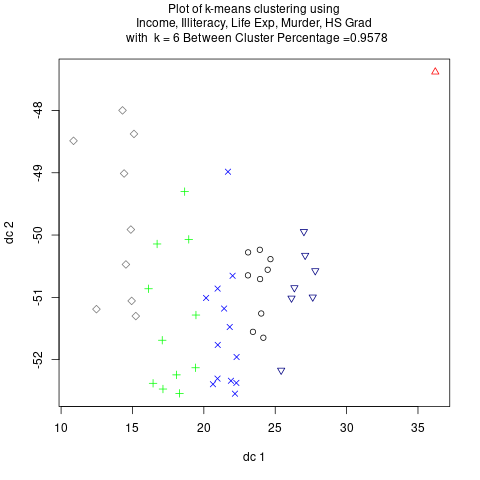 Plot of k-means clustering using
Income, Illiteracy, Life Exp, Murder, HS Grad
with k = 6 Between Cluster Percentage =0.9578
-48
-49
-50
-51
-52
dc 2
10 15 20 25 30 35
dc 1